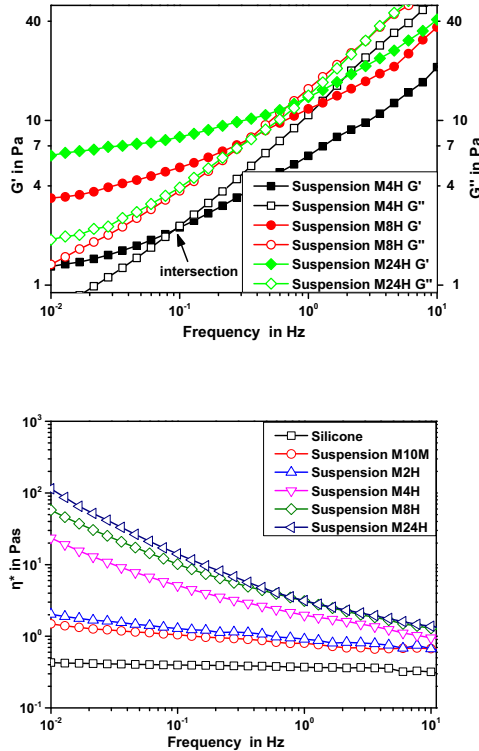 40
40
G' in Pa
G'' in Pa
10
10
7
7
4
4
Suspension M4H G'
Suspension M4H G''
Suspension M8H G'
Suspension M8H G''
Suspension M24H G'
Suspension M24H G''
intersection
1
1
10⁻²
10⁻¹
10⁰
10¹
Frequency in Hz
10³
10²
10¹
10⁰
10⁻¹
η* in Pas
Silicone
Suspension M10M
Suspension M2H
Suspension M4H
Suspension M8H
Suspension M24H
10⁻²
10⁻¹
10⁰
10¹
Frequency in Hz